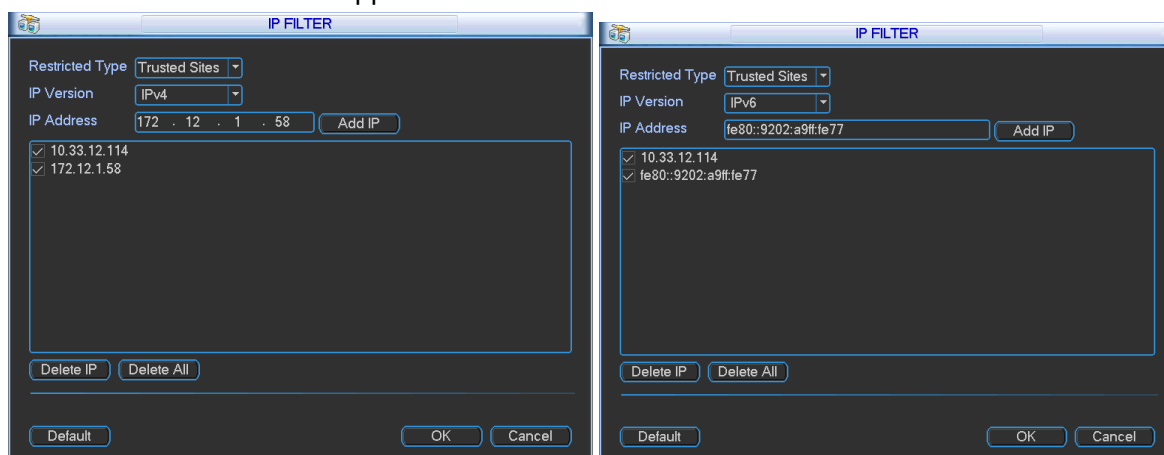 IP FILTER
Restricted Type Trusted Sites
IP Version IPv4
IP Address 172 . 12 . 1 . 58 Add IP
10.33.12.114
172.12.1.58
Delete IP Delete All
Default OK Cancel
IP FILTER
Restricted Type Trusted Sites
IP Version IPv6
IP Address fe80::9202:a9ff:fe77 Add IP
10.33.12.114
fe80::9202:a9ff:fe77
Delete IP Delete All
Default OK Cancel